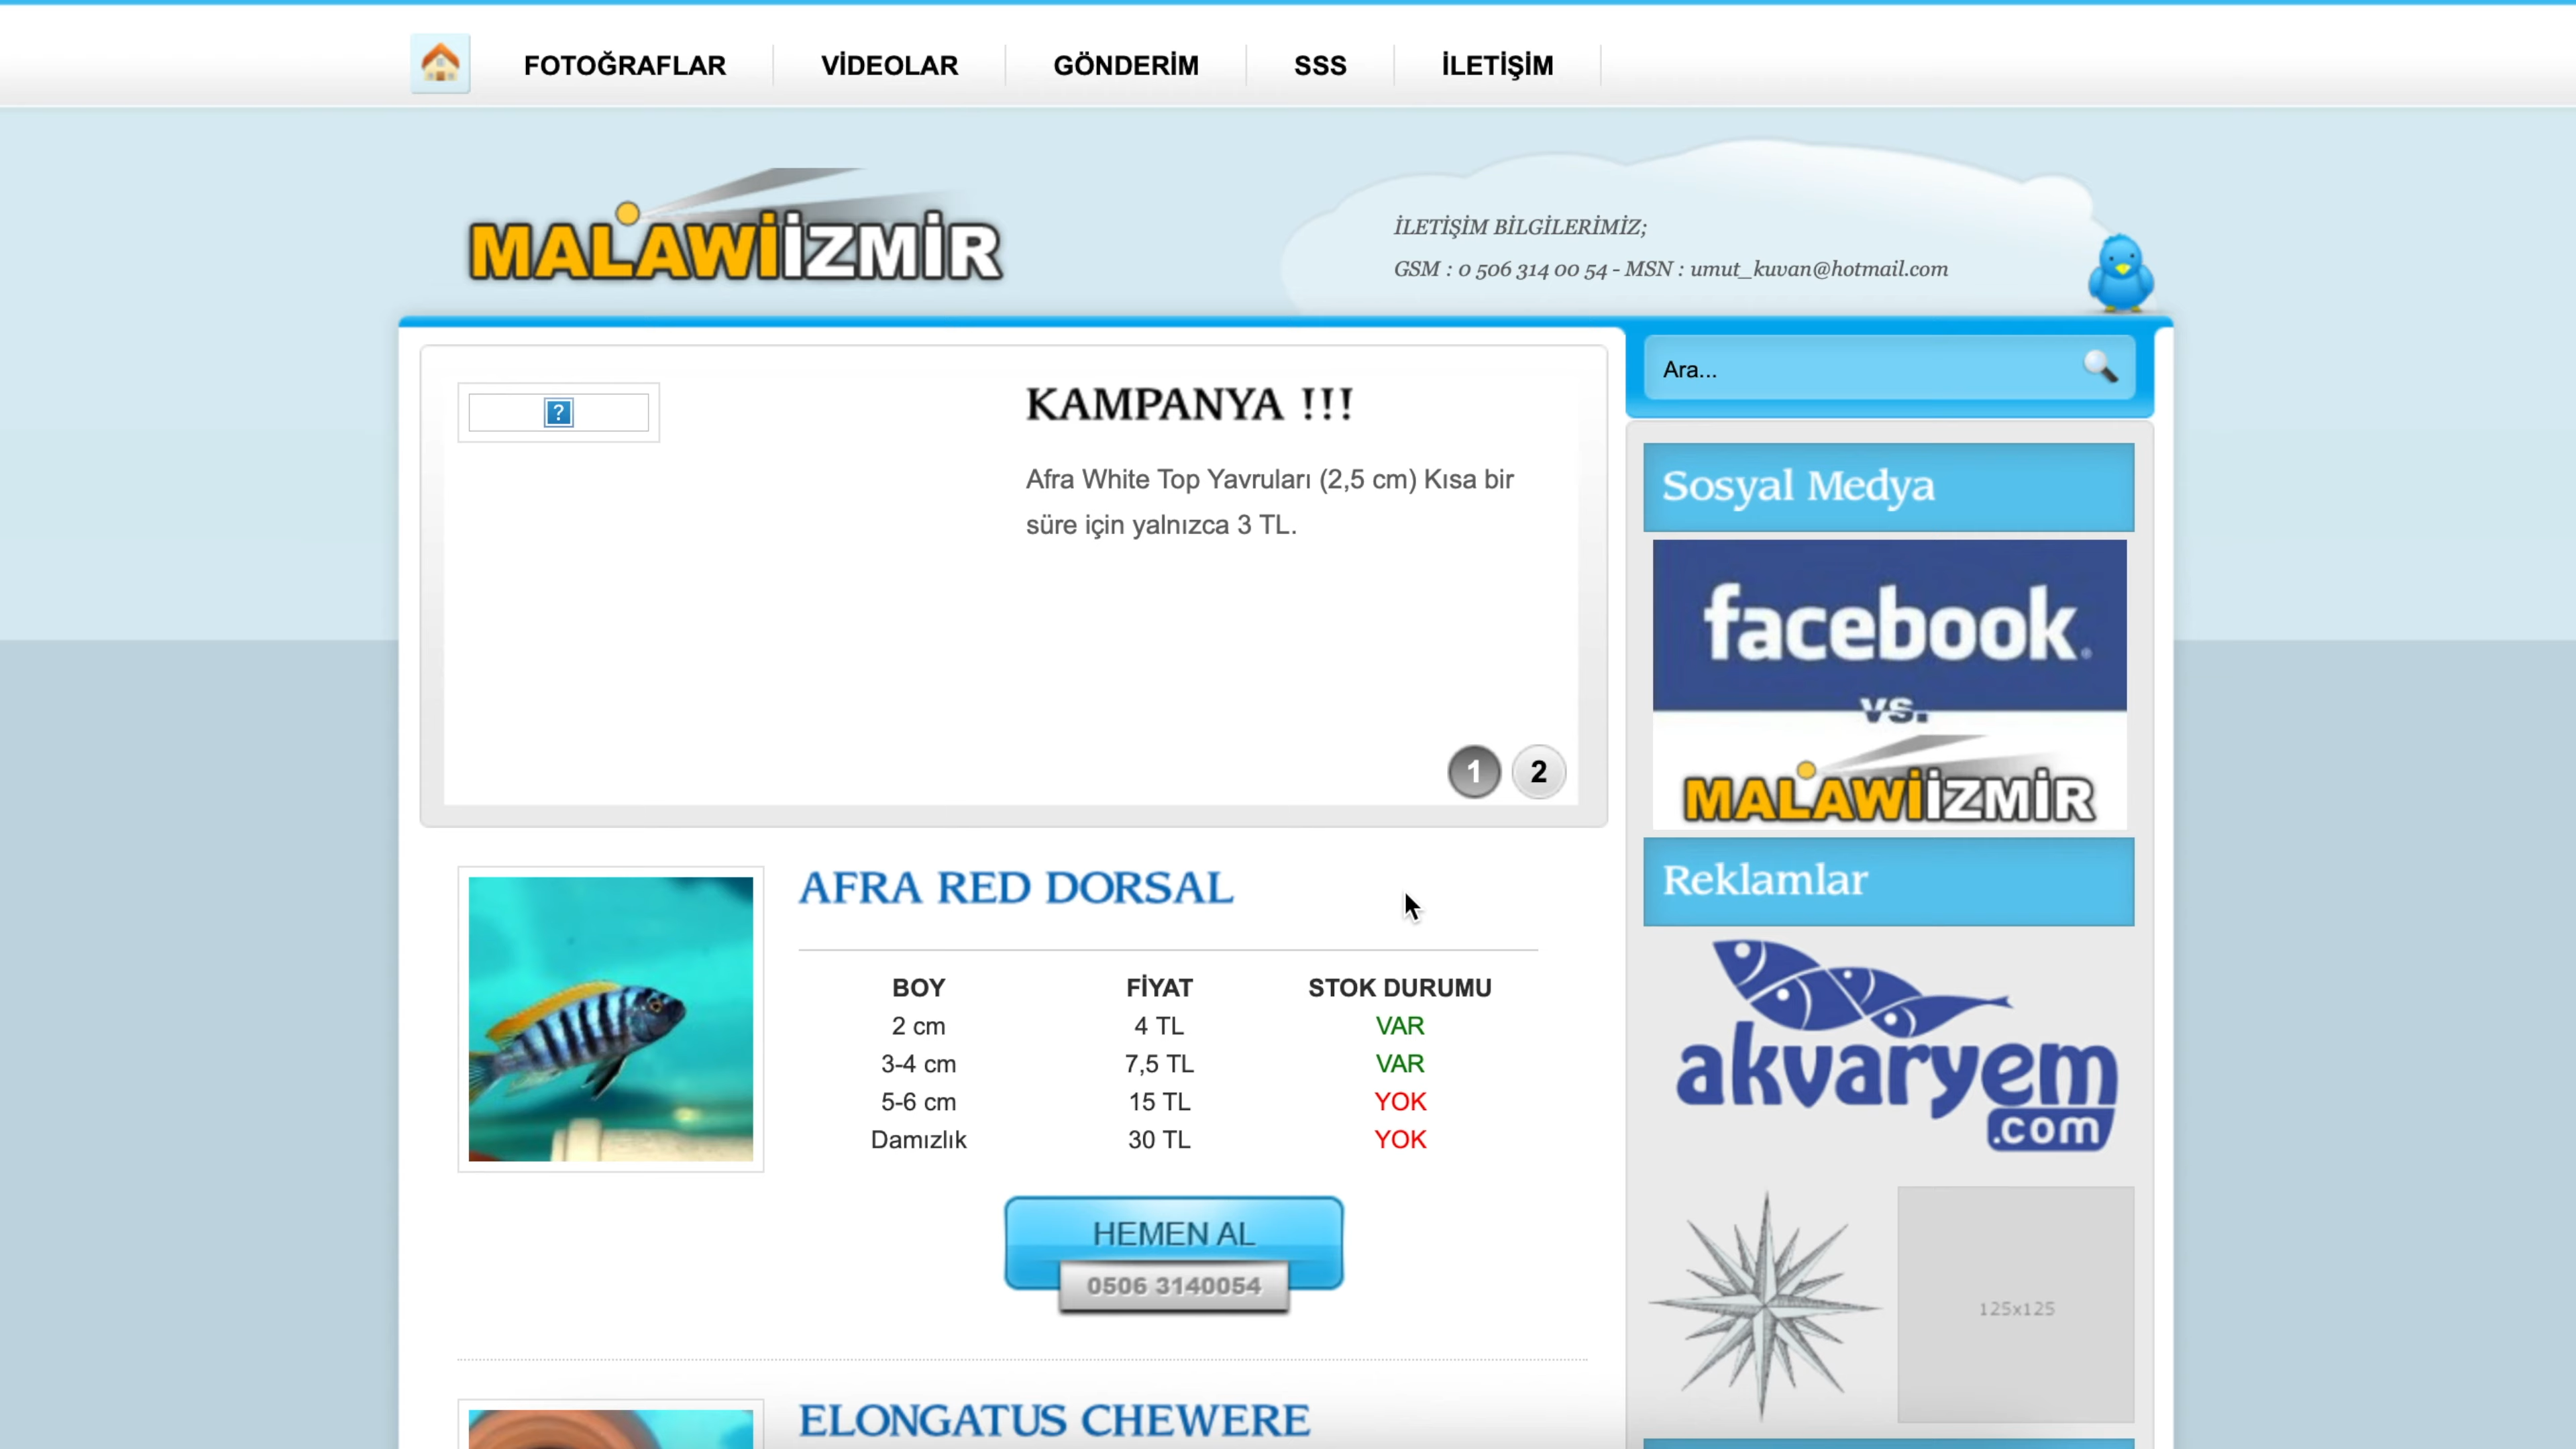 FOTOĞRAFLAR
VİDEOLAR
GÖNDERİM
SSS
İLETİŞİM
MALAWİİZMİR
İLETİŞİM BİLGİLERİMİZ;
GSM : 0 506 314 00 54 - MSN : umut_kuvan@hotmail.com
KAMPANYA !!!
Afra White Top Yavruları (2,5 cm) Kısa bir
süre için yalnızca 3 TL.
1 2
Ara...
Sosyal Medya
facebook
vs.
MALAWİİZMİR
Reklamlar
akvaryem
.com
125x125
AFRA RED DORSAL
BOY FİYAT STOK DURUMU
2 cm 4 TL VAR
3-4 cm 7,5 TL VAR
5-6 cm 15 TL YOK
Damızlık 30 TL YOK
HEMEN AL
0506 3140054
ELONGATUS CHEWERE